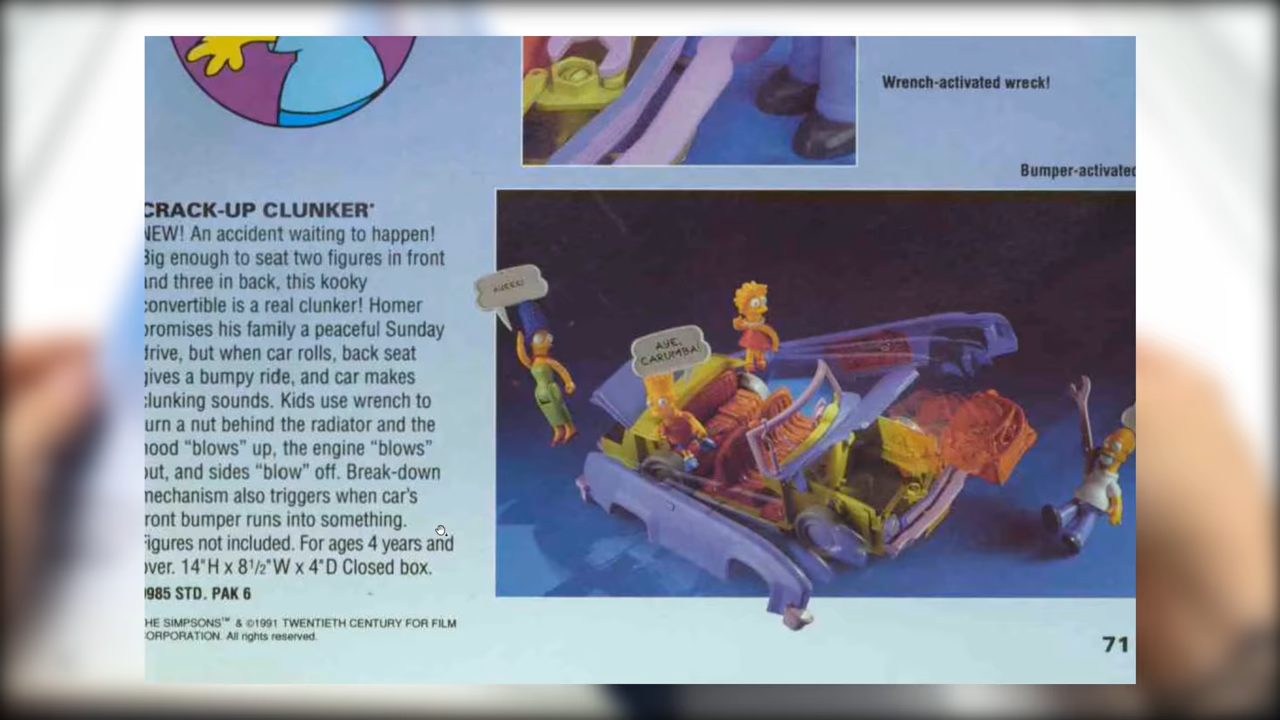 Wrench-activated wreck!
Bumper-activated
CRACK-UP CLUNKER*
NEW! An accident waiting to happen!
Big enough to seat two figures in front
and three in back, this kooky
convertible is a real clunker! Homer
promises his family a peaceful Sunday
drive, but when car rolls, back seat
gives a bumpy ride, and car makes
clunking sounds. Kids use wrench to
urn a nut behind the radiator and the
hood “blows” up, the engine “blows”
out, and sides “blow” off. Break-down
mechanism also triggers when car’s
front bumper runs into something.
Figures not included. For ages 4 years and
over. 14"H x 8 1/2"W x 4"D Closed box.
9985 STD. PAK 6
HE SIMPSONS™ & ©1991 TWENTIETH CENTURY FOR FILM
CORPORATION. All rights reserved.
AYE,
CARUMBA!
71